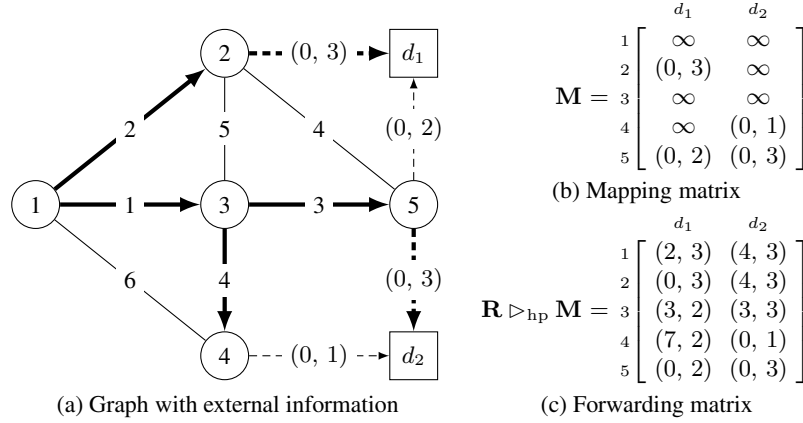 2 (0, 3) d₁
2 5 4 (0, 2)
1 1 3 3 5
6 4 (0, 3)
4 (0, 1) d₂
(a) Graph with external information
d₁ d₂
1 ∞ ∞
2 (0, 3) ∞
M = 3 ∞ ∞
4 ∞ (0, 1)
5 (0, 2) (0, 3)
(b) Mapping matrix
d₁ d₂
1 (2, 3) (4, 3)
2 (0, 3) (4, 3)
R ▷hp M = 3 (3, 2) (3, 3)
4 (7, 2) (0, 1)
5 (0, 2) (0, 3)
(c) Forwarding matrix